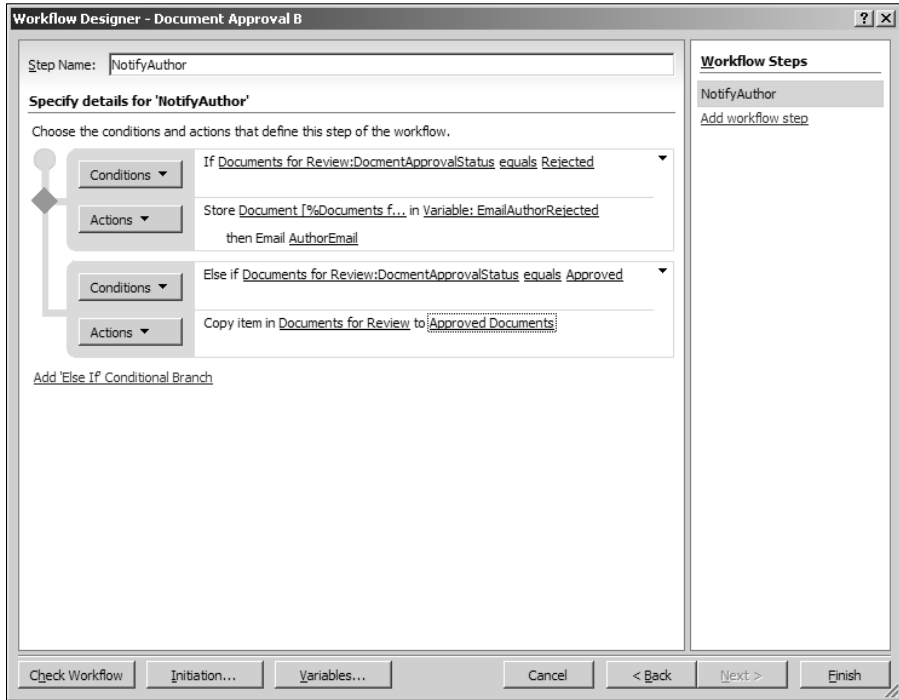 Workflow Designer - Document Approval B
Step Name: NotifyAuthor
Specify details for 'NotifyAuthor'
Choose the conditions and actions that define this step of the workflow.
Conditions
If Documents for Review:DocmentApprovalStatus equals Rejected
Actions
Store Document [%Documents f... in Variable: EmailAuthorRejected
then Email AuthorEmail
Conditions
Else if Documents for Review:DocmentApprovalStatus equals Approved
Actions
Copy item in Documents for Review to Approved Documents
Add 'Else If' Conditional Branch
Workflow Steps
NotifyAuthor
Add workflow step
Check Workflow
Initiation...
Variables...
Cancel
< Back
Next >
Finish